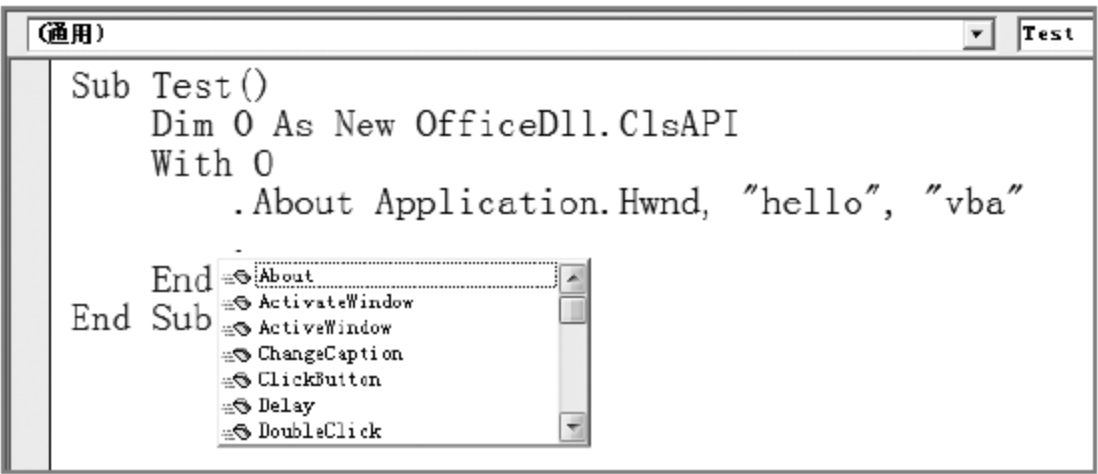 (通用) Test
Sub Test()
Dim O As New OfficeDll.ClsAPI
With O
.About Application.Hwnd, "hello", "vba"
.
End
About
ActivateWindow
End Sub
ActiveWindow
ChangeCaption
ClickButton
Delay
DoubleClick